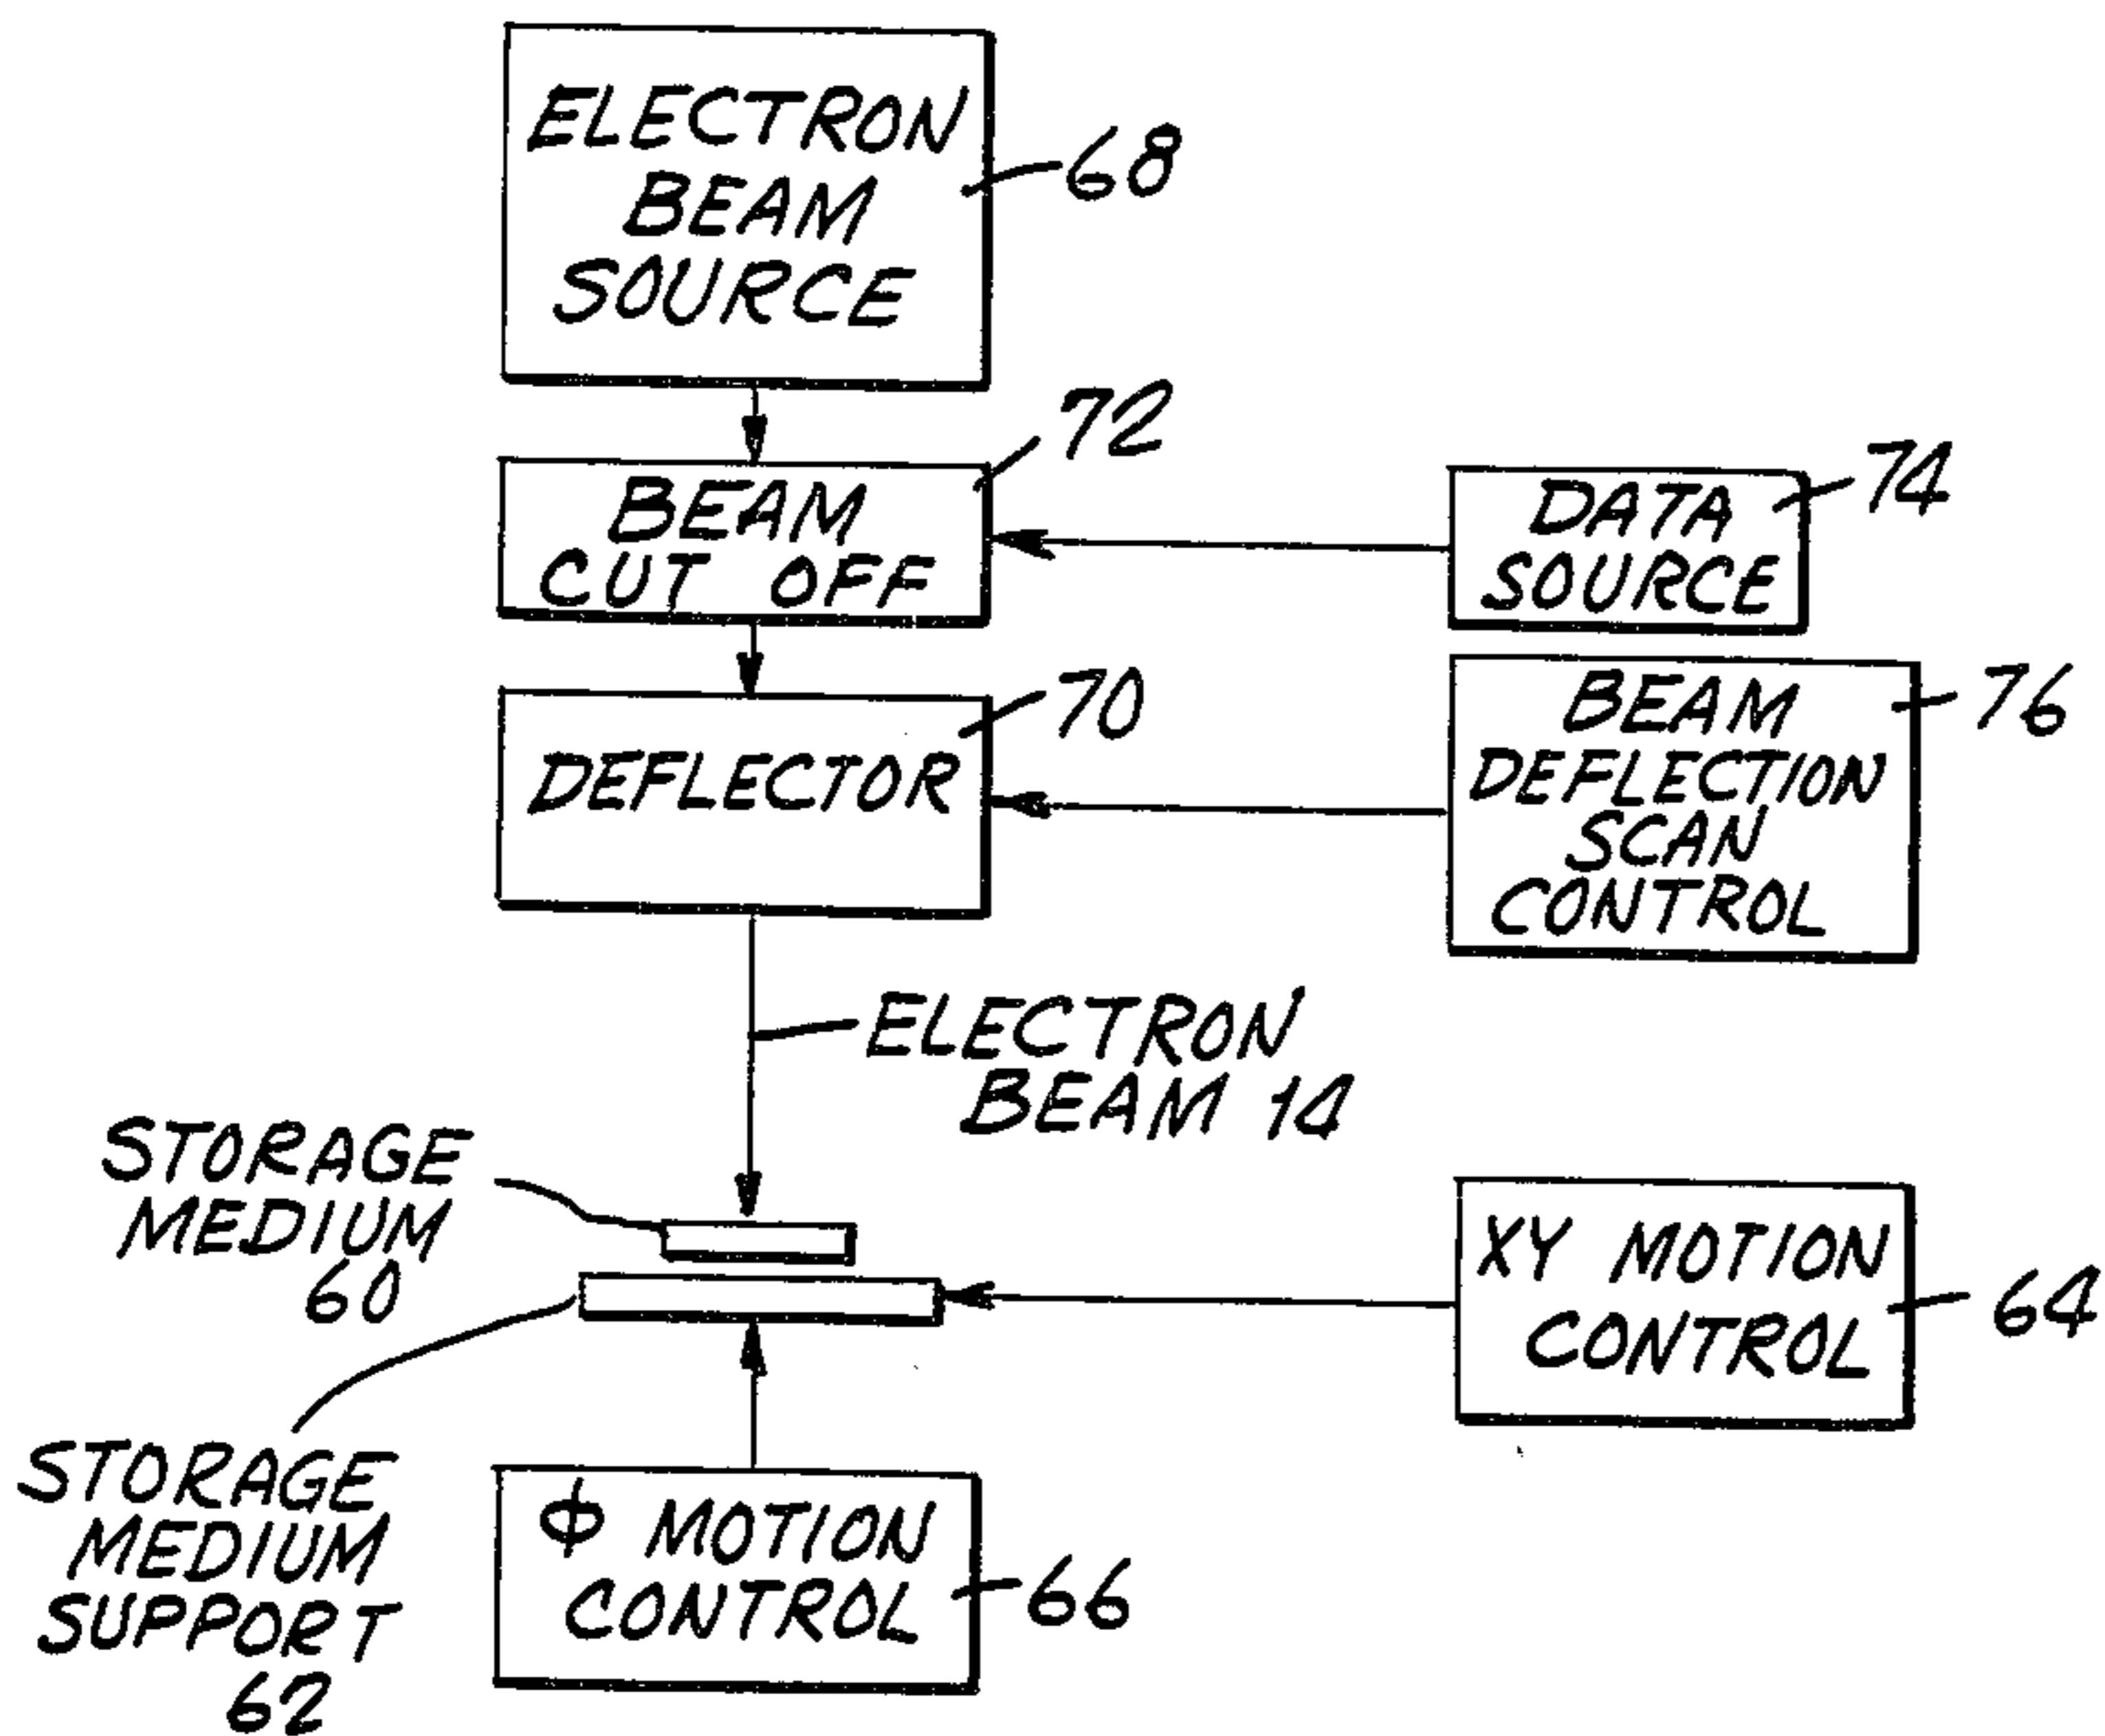 ELECTRON
BEAM
SOURCE
68
BEAM
CUT OFF
72
DATA
SOURCE
74
DEFLECTOR
70
BEAM
DEFLECTION
SCAN
CONTROL
76
ELECTRON
BEAM 14
STORAGE
MEDIUM
60
XY MOTION
CONTROL
64
STORAGE
MEDIUM
SUPPORT
62
ϕ MOTION
CONTROL
66